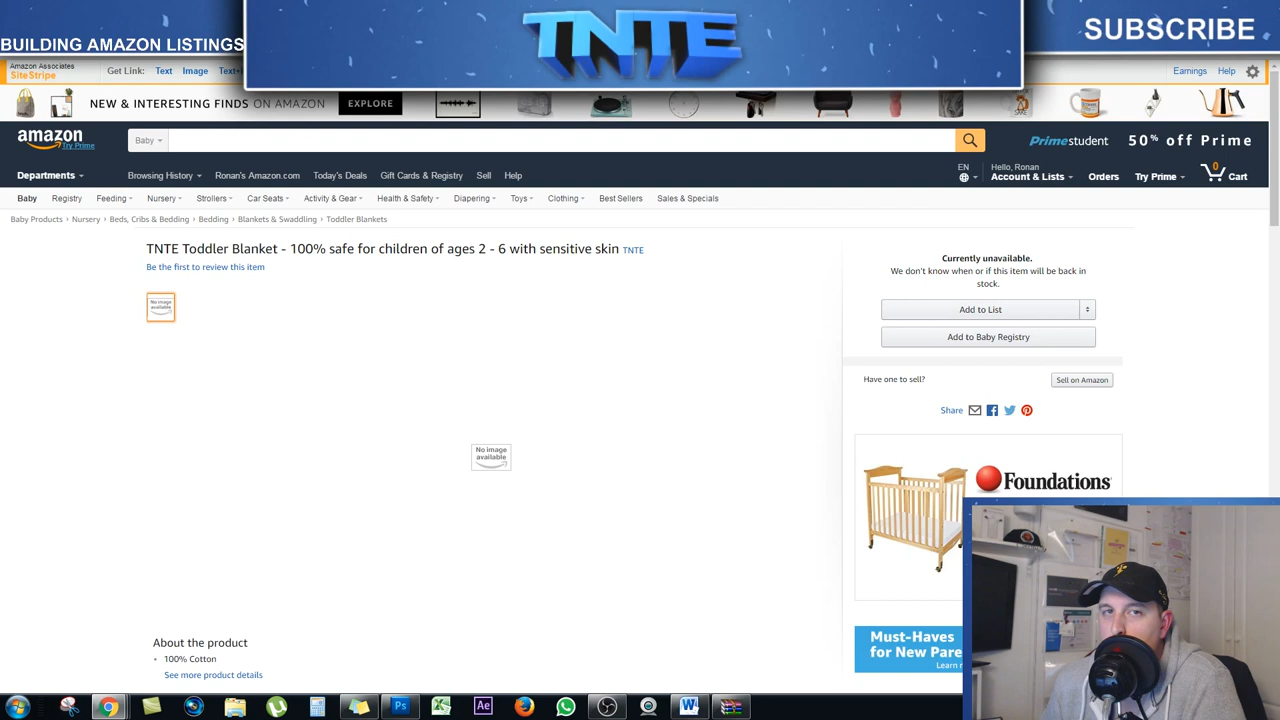 BUILDING AMAZON LISTINGS
TNTE
SUBSCRIBE
Amazon Associates
SiteStripe
Get Link: Text Image
Earnings Help
NEW & INTERESTING FINDS ON AMAZON EXPLORE
amazon
Try Prime
Baby
Prime student 50% off Prime
Departments Browsing History Ronan's Amazon.com Today's Deals Gift Cards & Registry Sell Help
EN
Hello, Ronan
Account & Lists Orders Try Prime 0 Cart
Baby Registry Feeding Nursery Strollers Car Seats Activity & Gear Health & Safety Diapering Toys Clothing Best Sellers Sales & Specials
Baby Products › Nursery › Beds, Cribs & Bedding › Bedding › Blankets & Swaddling › Toddler Blankets
TNTE Toddler Blanket - 100% safe for children of ages 2 - 6 with sensitive skin TNTE
Be the first to review this item
No image
available
No image
available
About the product
• 100% Cotton
See more product details
Currently unavailable.
We don't know when or if this item will be back in
stock.
Add to List
Add to Baby Registry
Have one to sell? Sell on Amazon
Share
Foundations
Must-Haves
for New
Learn